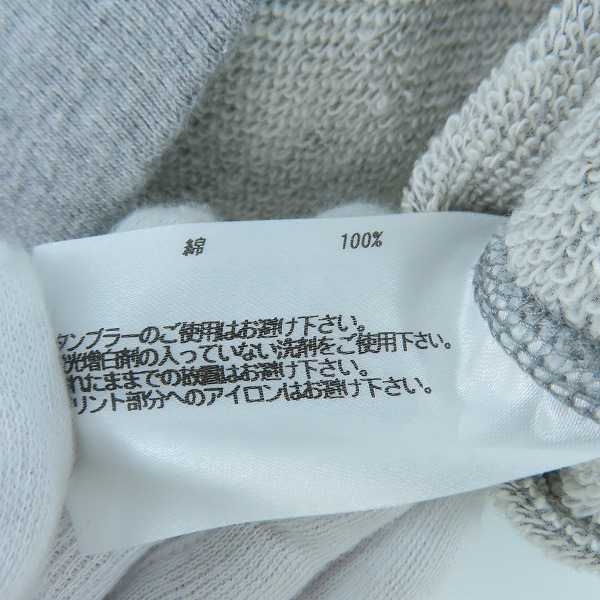 綿 100%
タンブラーのご使用はお避け下さい。
光増白剤の入っていない洗剤をご使用下さい。
れたままでの放置はお避け下さい。
リント部分へのアイロンはお避け下さい。